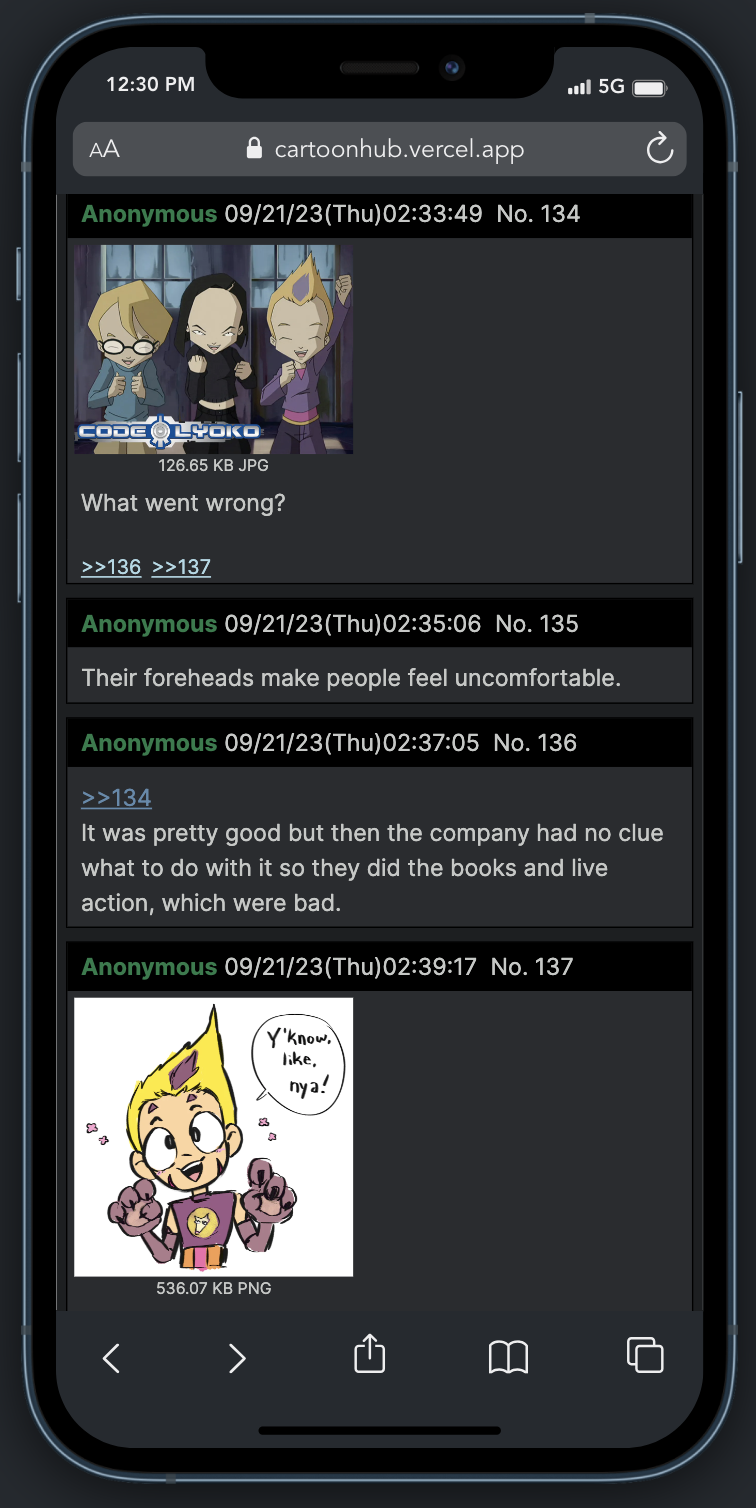 12:30 PM
5G
AA
cartoonhub.vercel.app
Anonymous 09/21/23(Thu)02:33:49 No. 134
CODE LYOKO
126.65 KB JPG
What went wrong?
>>136 >>137
Anonymous 09/21/23(Thu)02:35:06 No. 135
Their foreheads make people feel uncomfortable.
Anonymous 09/21/23(Thu)02:37:05 No. 136
>>134
It was pretty good but then the company had no clue
what to do with it so they did the books and live
action, which were bad.
Anonymous 09/21/23(Thu)02:39:17 No. 137
Y'know,
like,
nya!
536.07 KB PNG